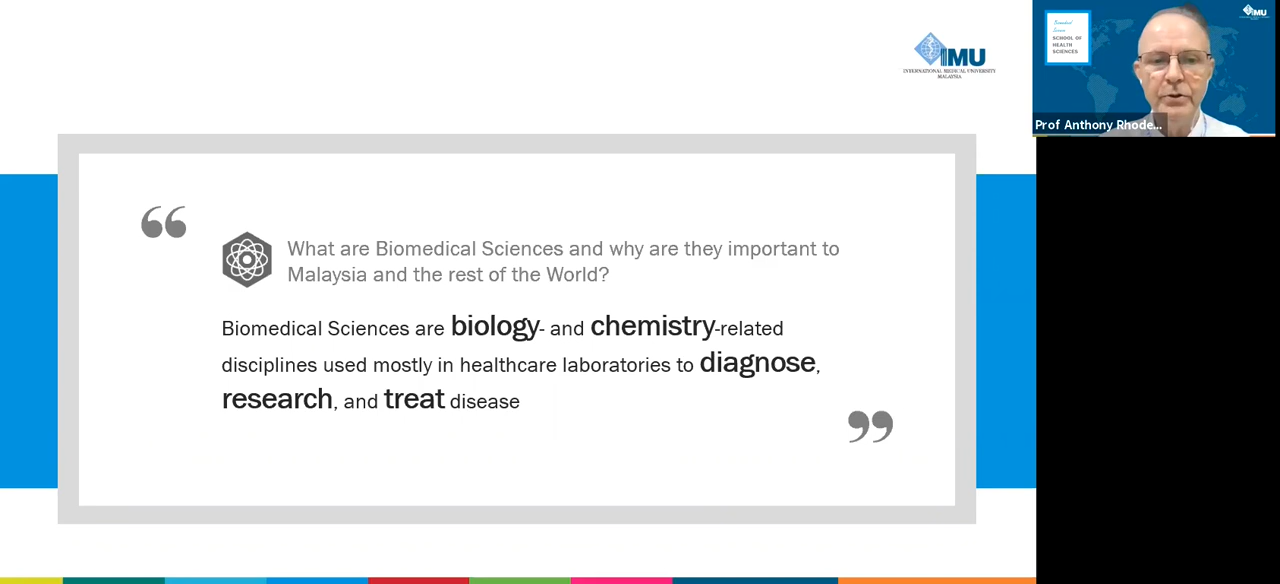 IMU
INTERNATIONAL MEDICAL UNIVERSITY
MALAYSIA
“
What are Biomedical Sciences and why are they important to
Malaysia and the rest of the World?
Biomedical Sciences are biology- and chemistry-related
disciplines used mostly in healthcare laboratories to diagnose,
research, and treat disease
”
Biomedical
Science
SCHOOL OF
HEALTH
SCIENCES
IMU
Prof Anthony Rhode...